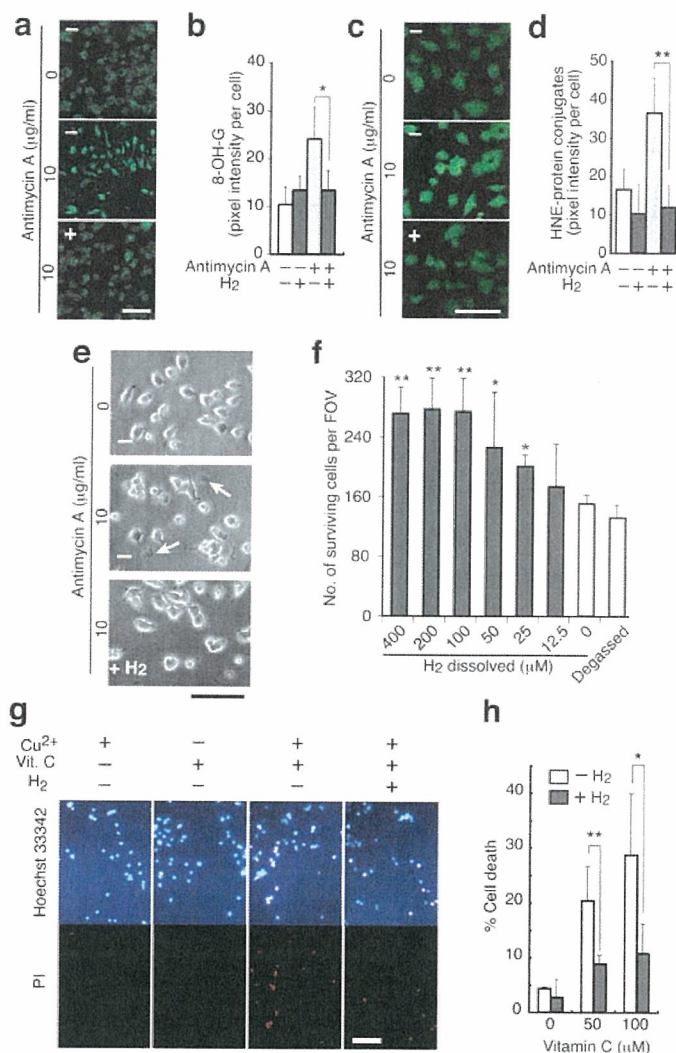 a
Antimycin A (μg/ml)
0
10
10
−
−
+
b
8-OH-G
(pixel intensity per cell)
40
30
20
10
0
*
Antimycin A − − + +
H2 − + − +
c
Antimycin A (μg/ml)
0
10
10
−
−
+
d
HNE-protein conjugates
(pixel intensity per cell)
50
40
30
20
10
0
**
Antimycin A − − + +
H2 − + − +
e
Antimycin A (μg/ml)
0
10
10
−
−
+ H2
f
No. of surviving cells per FOV
320
240
160
80
0
** ** ** * *
400 200 100 50 25 12.5 0 Degassed
H2 dissolved (μM)
g
Cu2+ + − + +
Vit. C − + + +
H2 − − − +
Hoechst 33342
PI
h
− H2
+ H2
% Cell death
40
30
20
10
0
**
*
0 50 100
Vitamin C (μM)